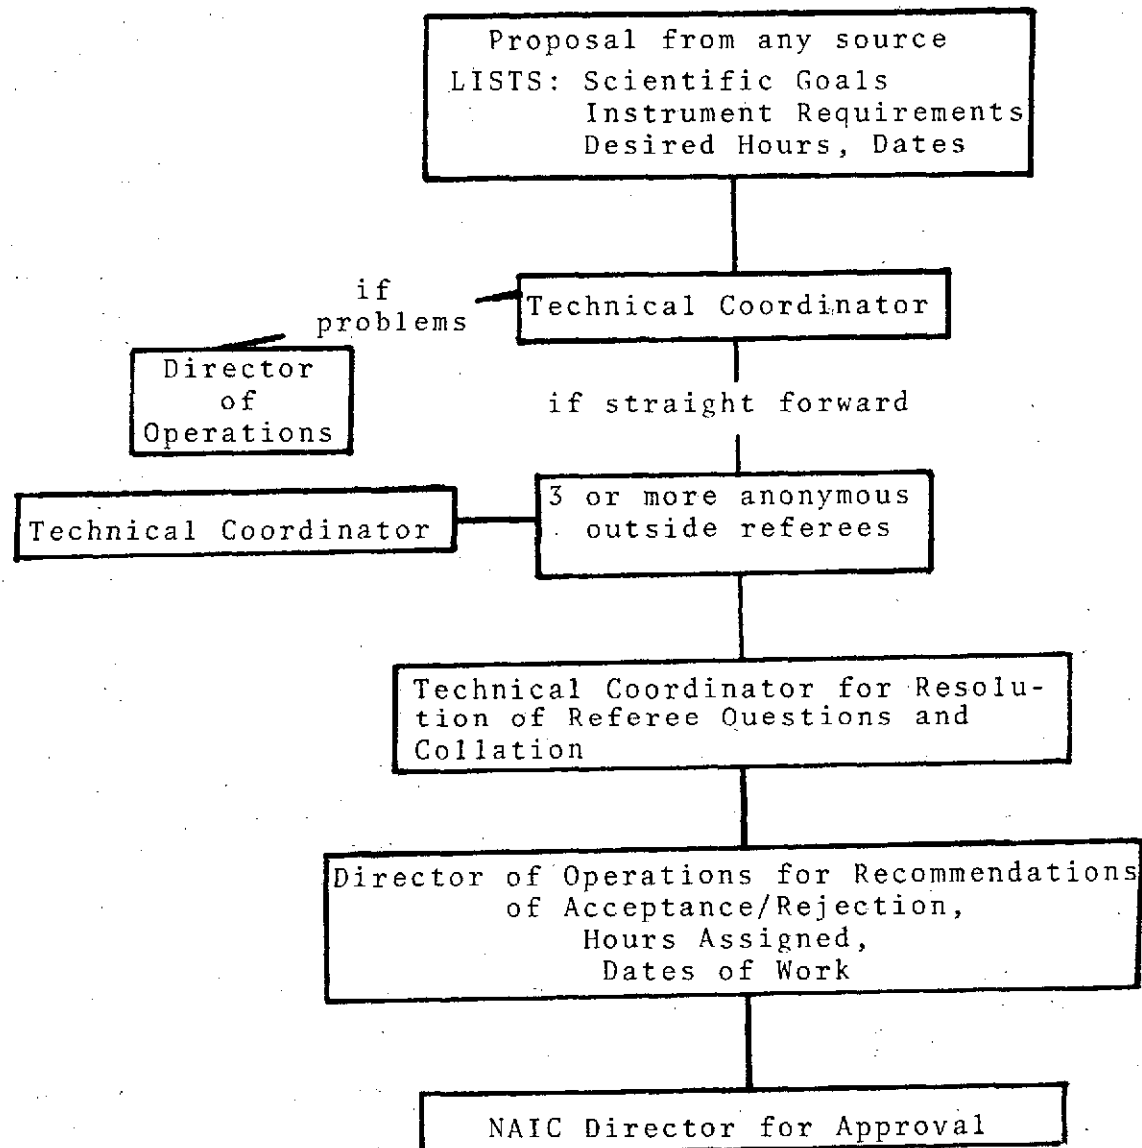 Proposal from any source
LISTS: Scientific Goals
Instrument Requirements
Desired Hours, Dates
if
problems
Technical Coordinator
Director
of
Operations
if straight forward
3 or more anonymous
outside referees
Technical Coordinator
Technical Coordinator for Resolu-
tion of Referee Questions and
Collation
Director of Operations for Recommendations
of Acceptance/Rejection,
Hours Assigned,
Dates of Work
NAIC Director for Approval